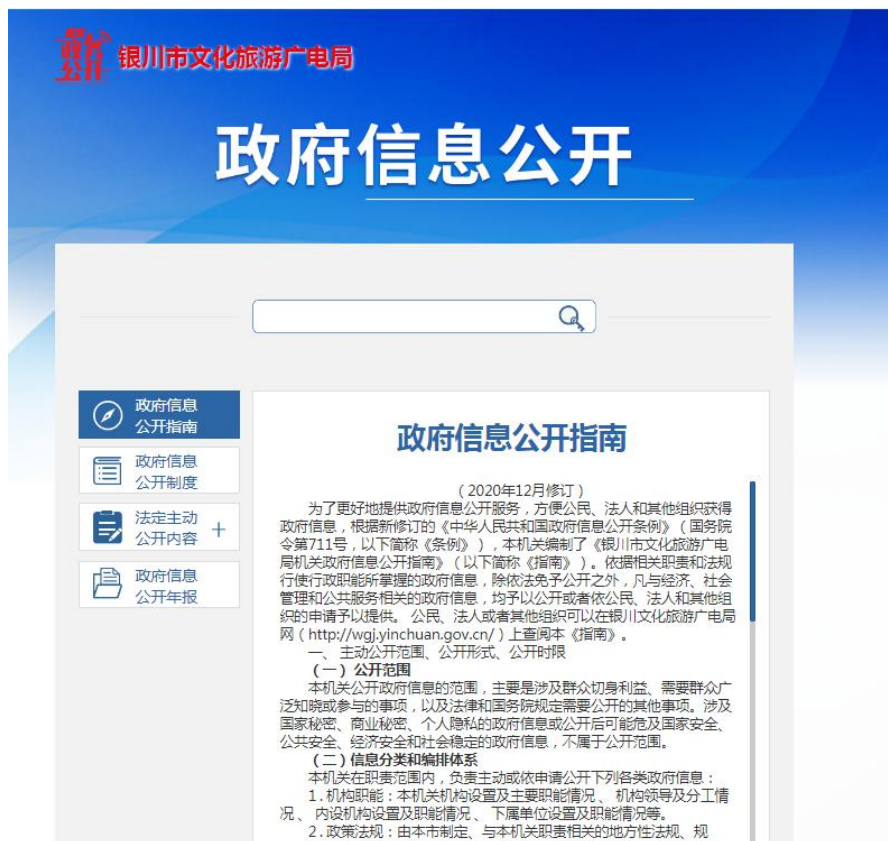 政务
公开
银川市文化旅游广电局
政府信息公开
政府信息
公开指南
政府信息
公开制度
法定主动
公开内容 +
政府信息
公开年报
政府信息公开指南
（2020年12月修订）
为了更好地提供政府信息公开服务，方便公民、法人和其他组织获得
政府信息，根据新修订的《中华人民共和国政府信息公开条例》（国务院
令第711号，以下简称《条例》），本机关编制了《银川市文化旅游广电
局机关政府信息公开指南》（以下简称《指南》）。依据相关职责和法规
行使行政职能所掌握的政府信息，除依法免予公开之外，凡与经济、社会
管理和公共服务相关的政府信息，均予以公开或者依公民、法人和其他组
织的申请予以提供。 公民、法人或者其他组织可以在银川文化旅游广电局
网（http://wgj.yinchuan.gov.cn/）上查阅本《指南》。
一、 主动公开范围、公开形式、公开时限
（一）公开范围
本机关公开政府信息的范围，主要是涉及群众切身利益、需要群众广
泛知晓或参与的事项，以及法律和国务院规定需要公开的其他事项。涉及
国家秘密、商业秘密、个人隐私的政府信息或公开后可能危及国家安全、
公共安全、经济安全和社会稳定的政府信息，不属于公开范围。
（二）信息分类和编排体系
本机关在职责范围内，负责主动或依申请公开下列各类政府信息：
1.机构职能：本机关机构设置及主要职能情况、 机构领导及分工情
况 、 内设机构设置及职能情况 、 下属单位设置及职能情况等。
2.政策法规：由本市制定、与本机关职责相关的地方性法规、规